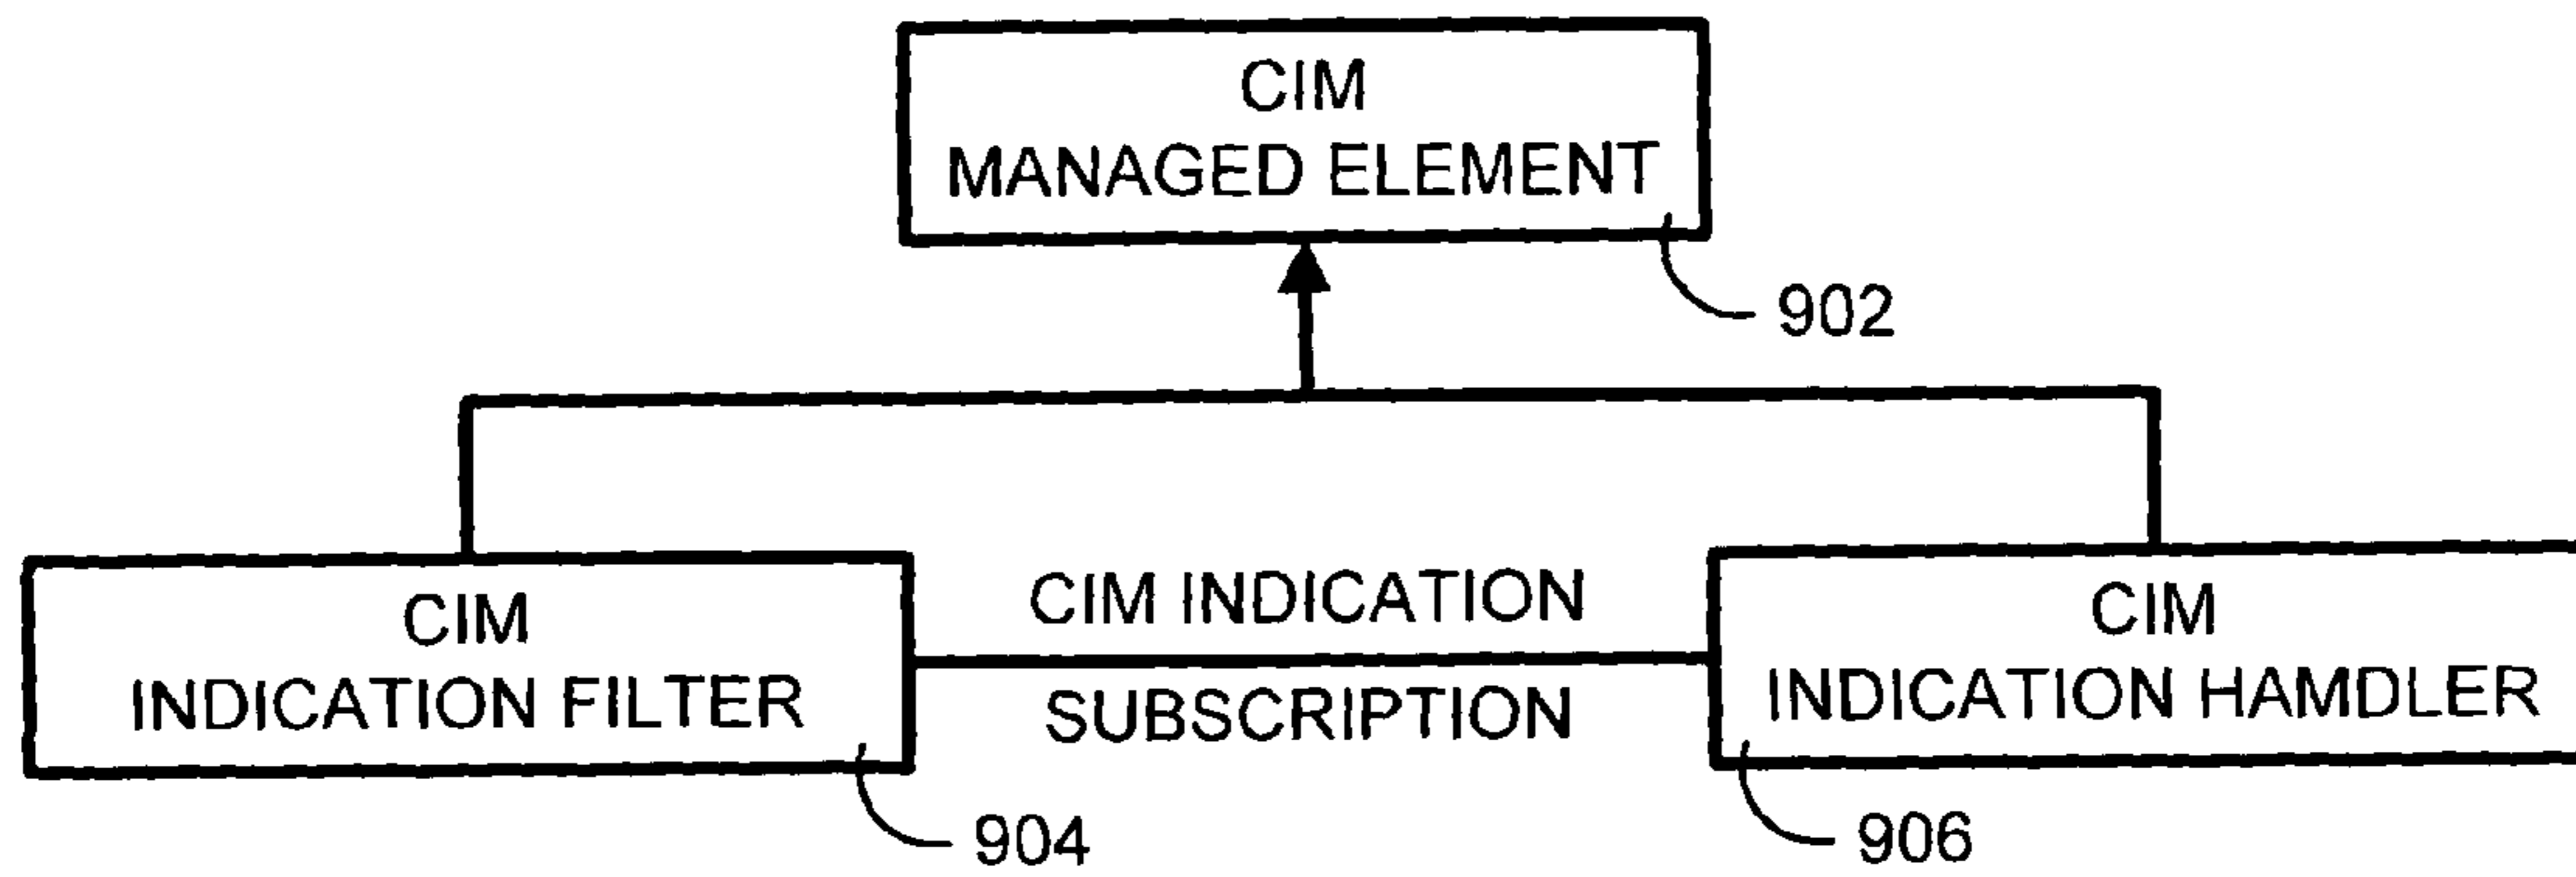 CIM
MANAGED ELEMENT
902
CIM
INDICATION FILTER
904
CIM INDICATION
SUBSCRIPTION
CIM
INDICATION HAMDLER
906